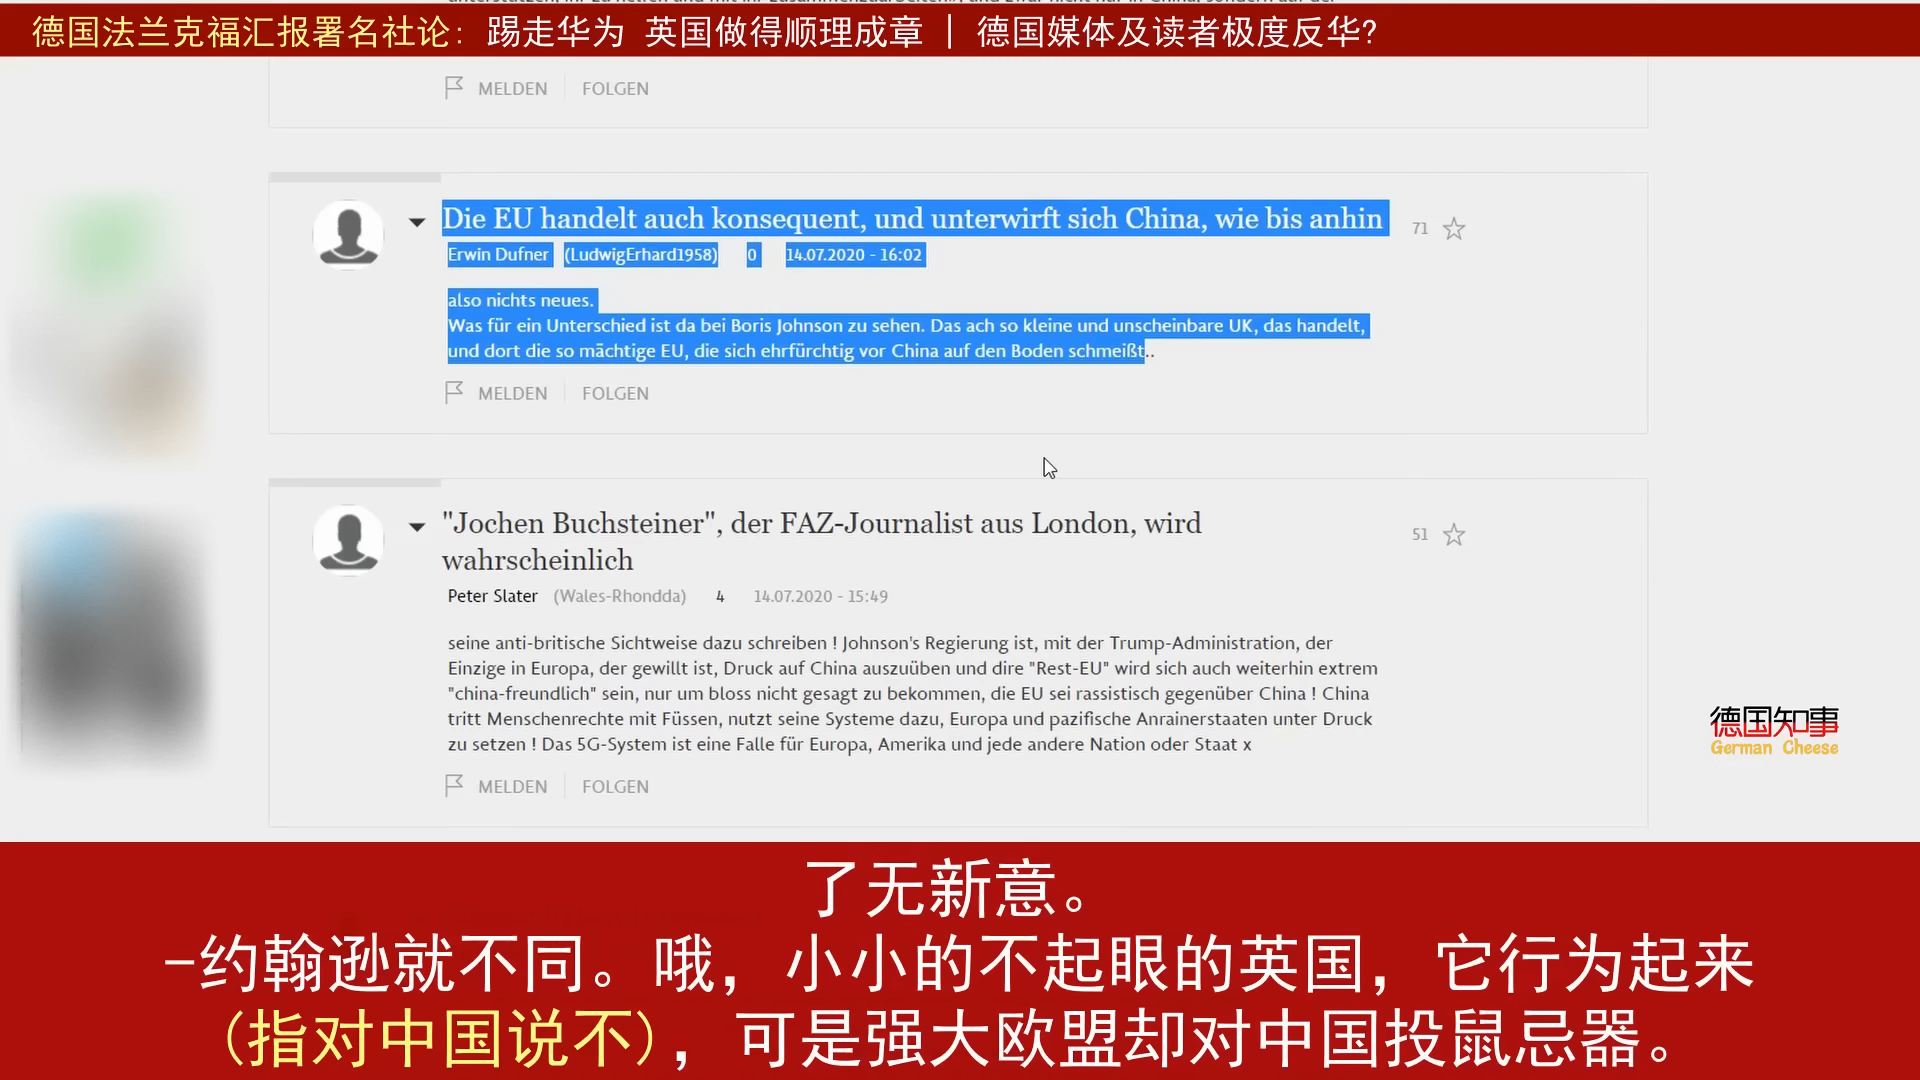 德国法兰克福汇报署名社论：踢走华为 英国做得顺理成章 | 德国媒体及读者极度反华?
MELDEN FOLGEN
Die EU handelt auch konsequent, und unterwirft sich China, wie bis anhin
71
Erwin Dufner (LudwigErhard1958) 0 14.07.2020 - 16:02
also nichts neues.
Was für ein Unterschied ist da bei Boris Johnson zu sehen. Das ach so kleine und unscheinbare UK, das handelt,
und dort die so mächtige EU, die sich ehrfürchtig vor China auf den Boden schmeißt..
MELDEN FOLGEN
"Jochen Buchsteiner", der FAZ-Journalist aus London, wird
wahrscheinlich
51
Peter Slater (Wales-Rhondda) 4 14.07.2020 - 15:49
seine anti-britische Sichtweise dazu schreiben ! Johnson's Regierung ist, mit der Trump-Administration, der
Einzige in Europa, der gewillt ist, Druck auf China auszuüben und dire "Rest-EU" wird sich auch weiterhin extrem
"china-freundlich" sein, nur um bloss nicht gesagt zu bekommen, die EU sei rassistisch gegenüber China ! China
tritt Menschenrechte mit Füssen, nutzt seine Systeme dazu, Europa und pazifische Anrainerstaaten unter Druck
zu setzen ! Das 5G-System ist eine Falle für Europa, Amerika und jede andere Nation oder Staat x
MELDEN FOLGEN
德国知事
German Cheese
了无新意。
-约翰逊就不同。哦，小小的不起眼的英国，它行为起来
（指对中国说不），可是强大欧盟却对中国投鼠忌器。